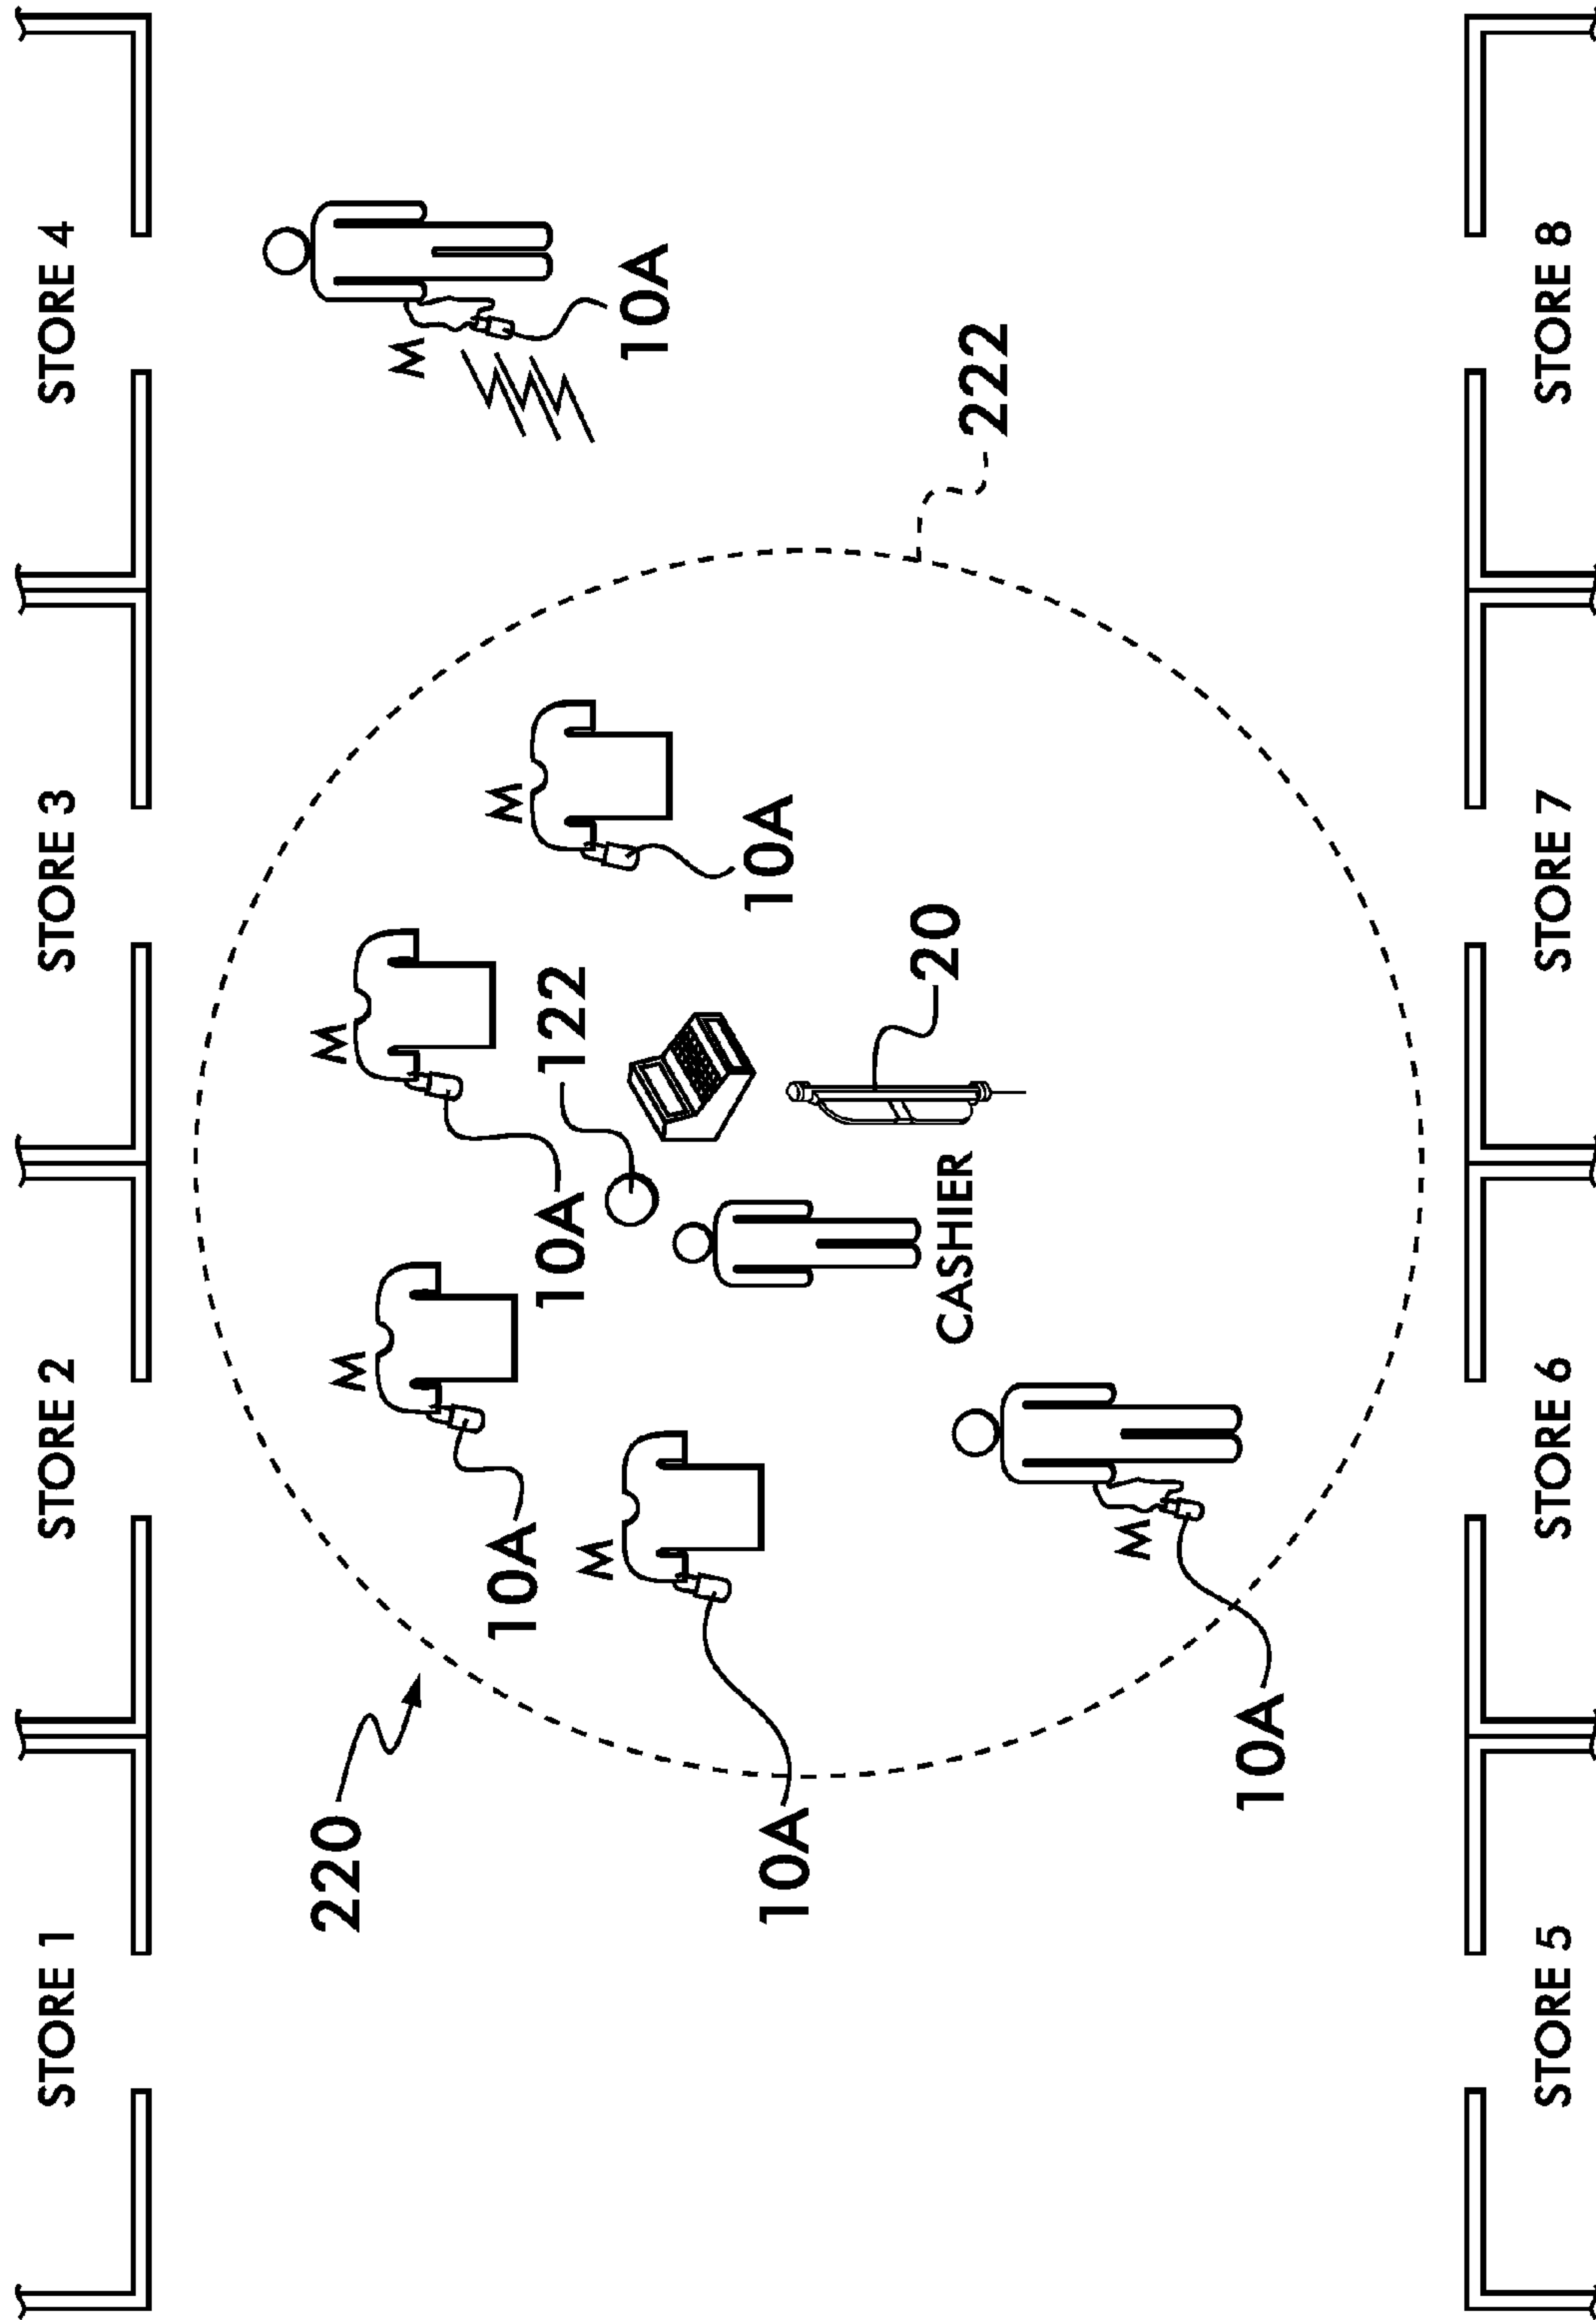 STORE 1
STORE 2
STORE 3
STORE 4
220
M
M
M
M
10A
10A
122
M
10A
10A
10A
CASHIER
20
222
M
10A
STORE 5
STORE 6
STORE 7
STORE 8